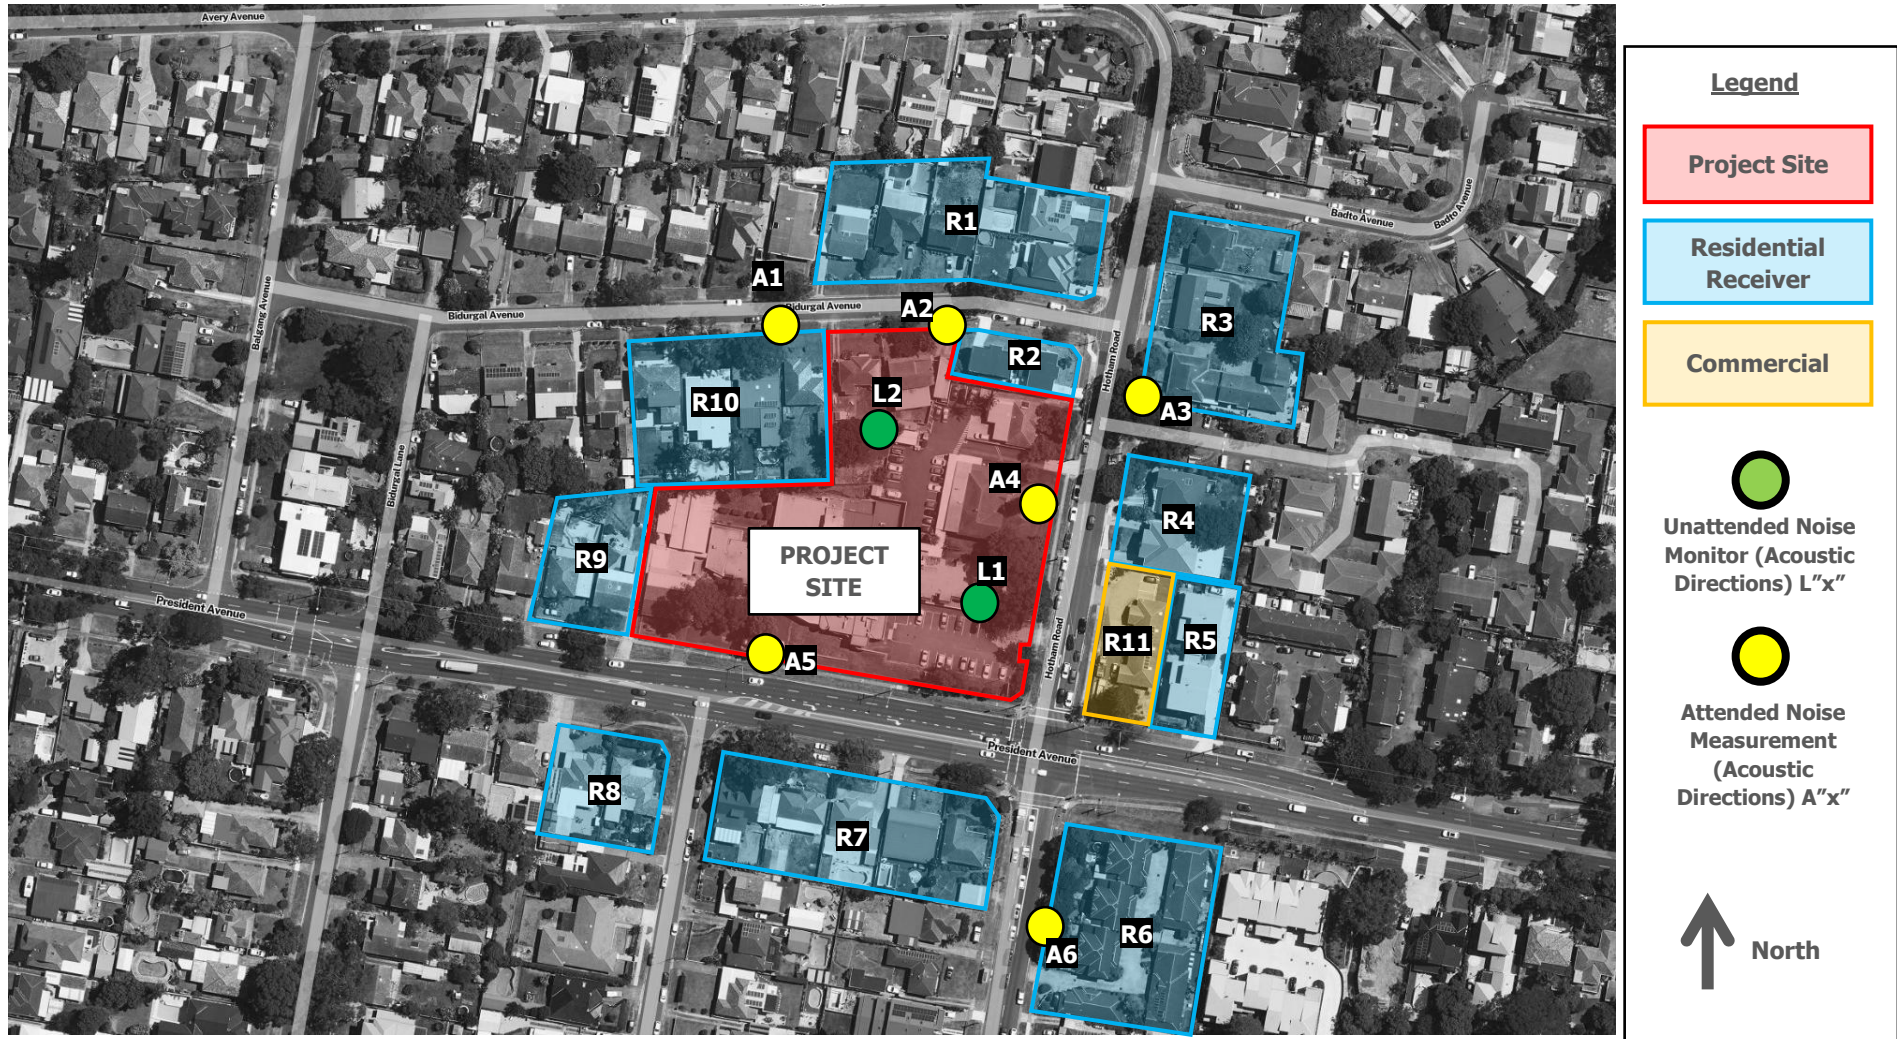 Avery Avenue
Legend
Project Site
Residential
Receiver
Commercial
Unattended Noise
Monitor (Acoustic
Directions) L”x”
Attended Noise
Measurement
(Acoustic
Directions) A”x”
North
Badto Avenue
Badto Avenue
R1
A1
Balgang Avenue
Bidurgal Avenue
Bidurgal Avenue
A2
R3
R2
Hotham Road
R10
L2
A3
Bidurgal Lane
A4
R4
PROJECT
SITE
R9
L1
President Avenue
R11
R5
Hotham Road
A5
President Avenue
R8
R7
R6
A6